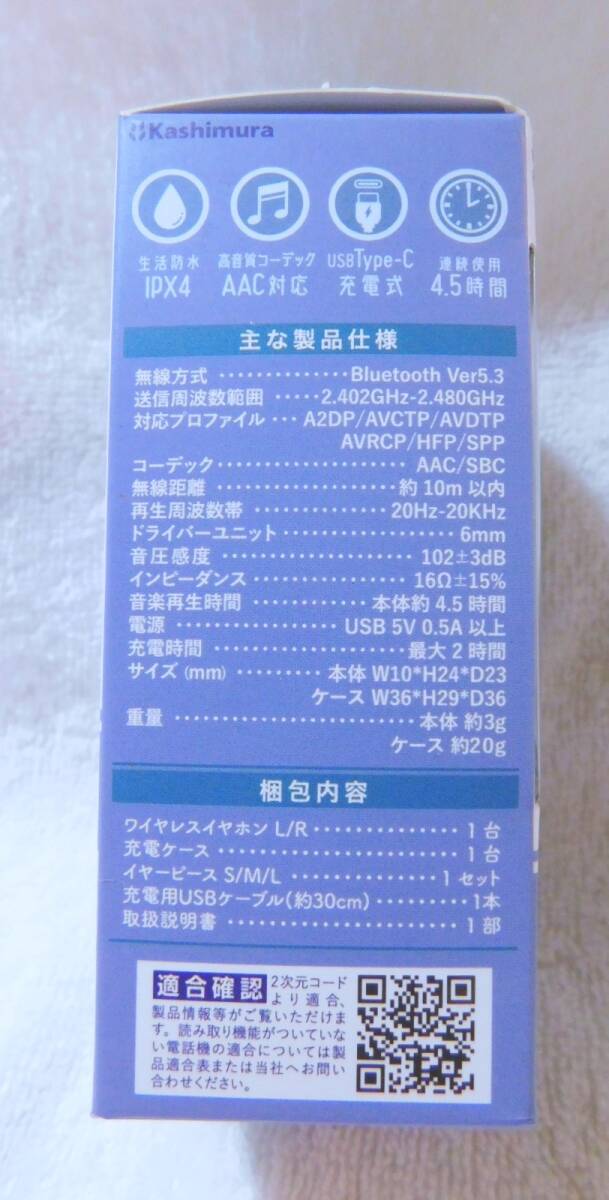 Kashimura
生活防水 高音質コーデック USB Type-C 連続使用
IPX4 AAC対応 充電式 4.5時間
主な製品仕様
無線方式 ・・・・・・・・・・・・・・ Bluetooth Ver5.3
送信周波数範囲 ・・・・・2.402GHz-2.480GHz
対応プロファイル ・・・ A2DP/AVCTP/AVDTP
AVRCP/HFP/SPP
コーデック・・・・・・・・・・・・・・・・・・・・ AAC/SBC
無線距離 ・・・・・・・・・・・・・・・・・・・約 10m 以内
再生周波数帯 ・・・・・・・・・・・・・・・・ 20Hz-20KHz
ドライバーユニット・・・・・・・・・・・・・・・・・・ 6mm
音圧感度 ・・・・・・・・・・・・・・・・・・・・・ 102±3dB
インピーダンス ・・・・・・・・・・・・・・・・ 16Ω±15%
音楽再生時間 ・・・・・・・・・・・・ 本体約 4.5 時間
電源 ・・・・・・・・・・・・・・・・・ USB 5V 0.5A 以上
充電時間 ・・・・・・・・・・・・・・・・・・・・ 最大 2 時間
サイズ (mm) ・・・・・・・・・ 本体 W10*H24*D23
ケース W36*H29*D36
重量 ・・・・・・・・・・・・・・・・・・・・・・・・・本体 約3g
ケース 約20g
梱包内容
ワイヤレスイヤホン L/R・・・・・・・・・・・・・・ 1 台
充電ケース・・・・・・・・・・・・・・・・・・・・・・・・ 1 台
イヤーピース S/M/L ・・・・・・・・・・・・・・1 セット
充電用USBケーブル(約30cm)・・・・・・・・・1本
取扱説明書 ・・・・・・・・・・・・・・・・・・・・・・ 1 部
適合確認 2次元コード
より適合、
製品情報等がご覧いただけま
す。読み取り機能がついていな
い電話機の適合については製
品適合表または当社へお問い
合わせください。